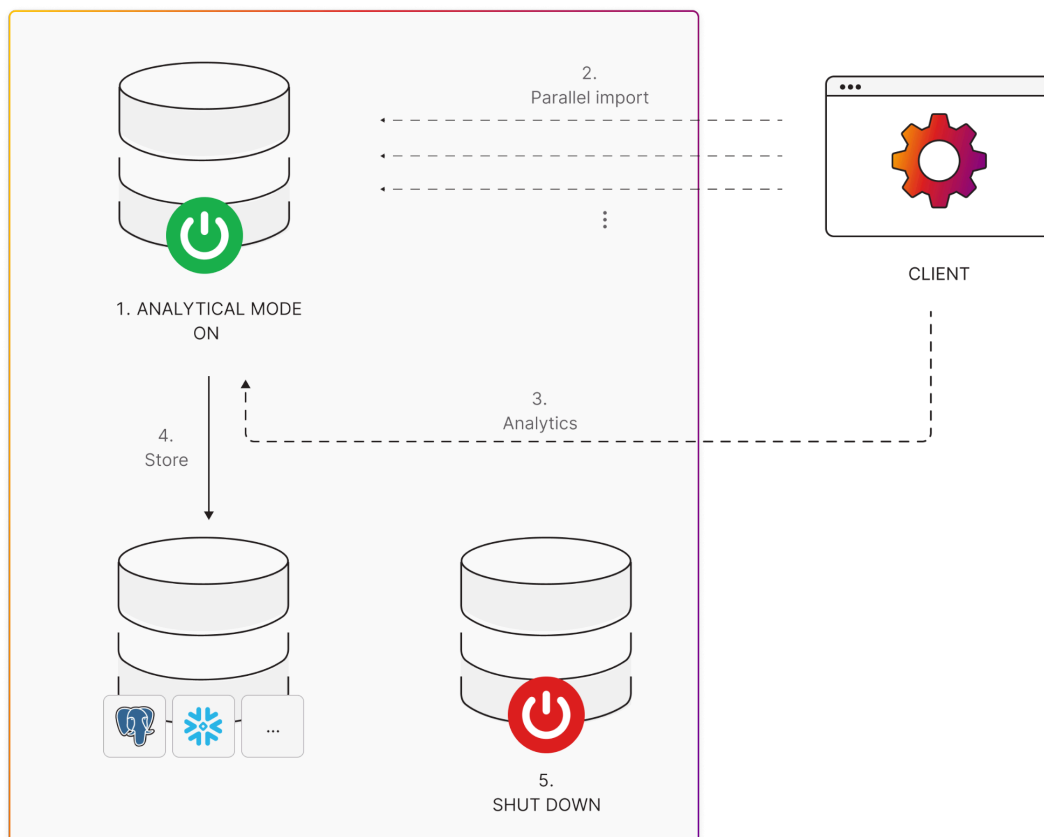 2.
Parallel import
CLIENT
1. ANALYTICAL MODE
ON
3.
Analytics
4.
Store
...
5.
SHUT DOWN